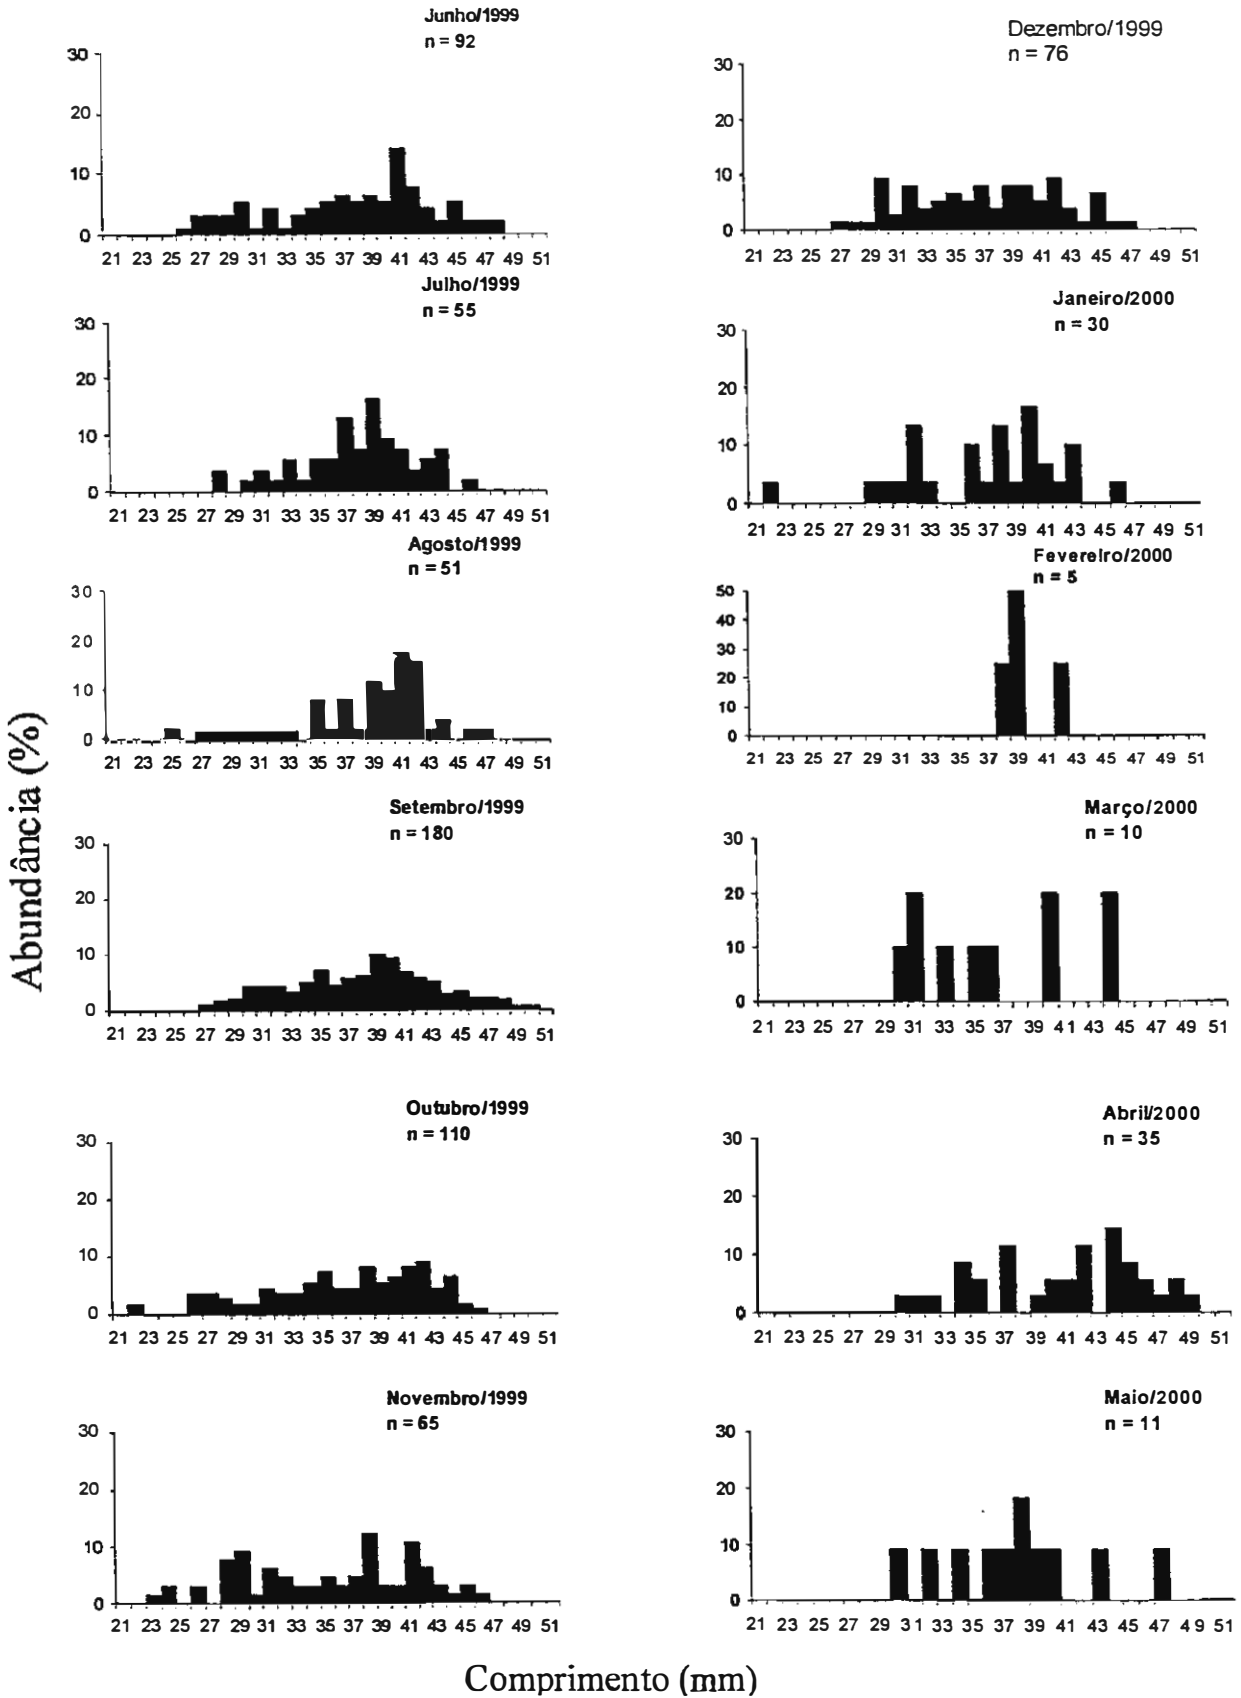 Junho/1999
n = 92
30
20
10
0
21 23 25 27 29 31 33 35 37 39 41 43 45 47 49 51
Julho/1999
n = 55
30
20
10
0
21 23 25 27 29 31 33 35 37 39 41 43 45 47 49 51
Agosto/1999
n = 51
30
20
10
0
21 23 25 27 29 31 33 35 37 39 41 43 45 47 49 51
Setembro/1999
n = 180
30
20
10
0
21 23 25 27 29 31 33 35 37 39 41 43 45 47 49 51
Outubro/1999
n = 110
30
20
10
0
21 23 25 27 29 31 33 35 37 39 41 43 45 47 49 51
Novembro/1999
n = 65
30
20
10
0
21 23 25 27 29 31 33 35 37 39 41 43 45 47 49 51
Dezembro/1999
n = 76
30
20
10
0
21 23 25 27 29 31 33 35 37 39 41 43 45 47 49 51
Janeiro/2000
n = 30
30
20
10
0
21 23 25 27 29 31 33 35 37 39 41 43 45 47 49 51
Fevereiro/2000
n = 5
50
40
30
20
10
0
21 23 25 27 29 31 33 35 37 39 41 43 45 47 49 51
Março/2000
n = 10
30
20
10
0
21 23 25 27 29 31 33 35 37 39 41 43 45 47 49 51
Abril/2000
n = 35
30
20
10
0
21 23 25 27 29 31 33 35 37 39 41 43 45 47 49 51
Maio/2000
n = 11
30
20
10
0
21 23 25 27 29 31 33 35 37 39 41 43 45 47 49 51
Abundância (%)
Comprimento (mm)